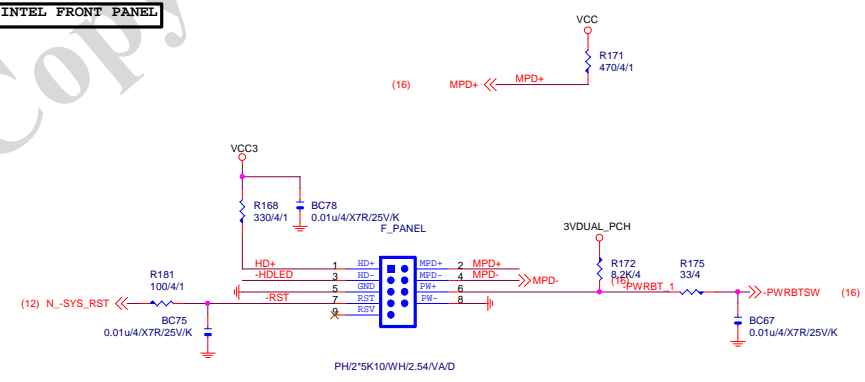 INTEL FRONT PANEL
Copy
VCC
R171
470/4/1
(16) MPD+ MPD+
VCC3
R168
330/4/1
BC78
0.01u/4/X7R/25V/K
F_PANEL
3VDUAL_PCH
R172
8.2K/4
R175
33/4
HD+ 1 HD+ MPD+ 2 MPD+
-HDLED 3 HD- MPD- 4 MPD- MPD-
(16)
5 GND PW+ 6 -PWRBT_1 -PWRBTSW (16)
R181
100/4/1
(12) N_-SYS_RST -RST 7 RST PW- 8
9 RSV
BC75
0.01u/4/X7R/25V/K
BC67
0.01u/4/X7R/25V/K
PH/2*5K10/WH/2.54/VA/D